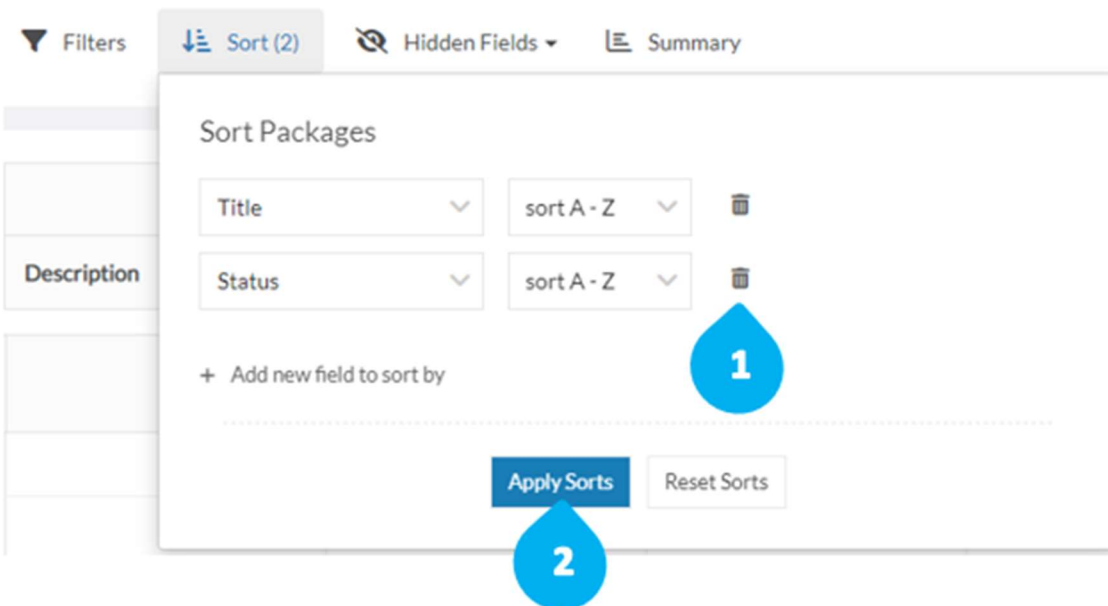 Filters Sort (2) Hidden Fields Summary
Sort Packages
Title sort A - Z
Description Status sort A - Z
1
+ Add new field to sort by
Apply Sorts Reset Sorts
2